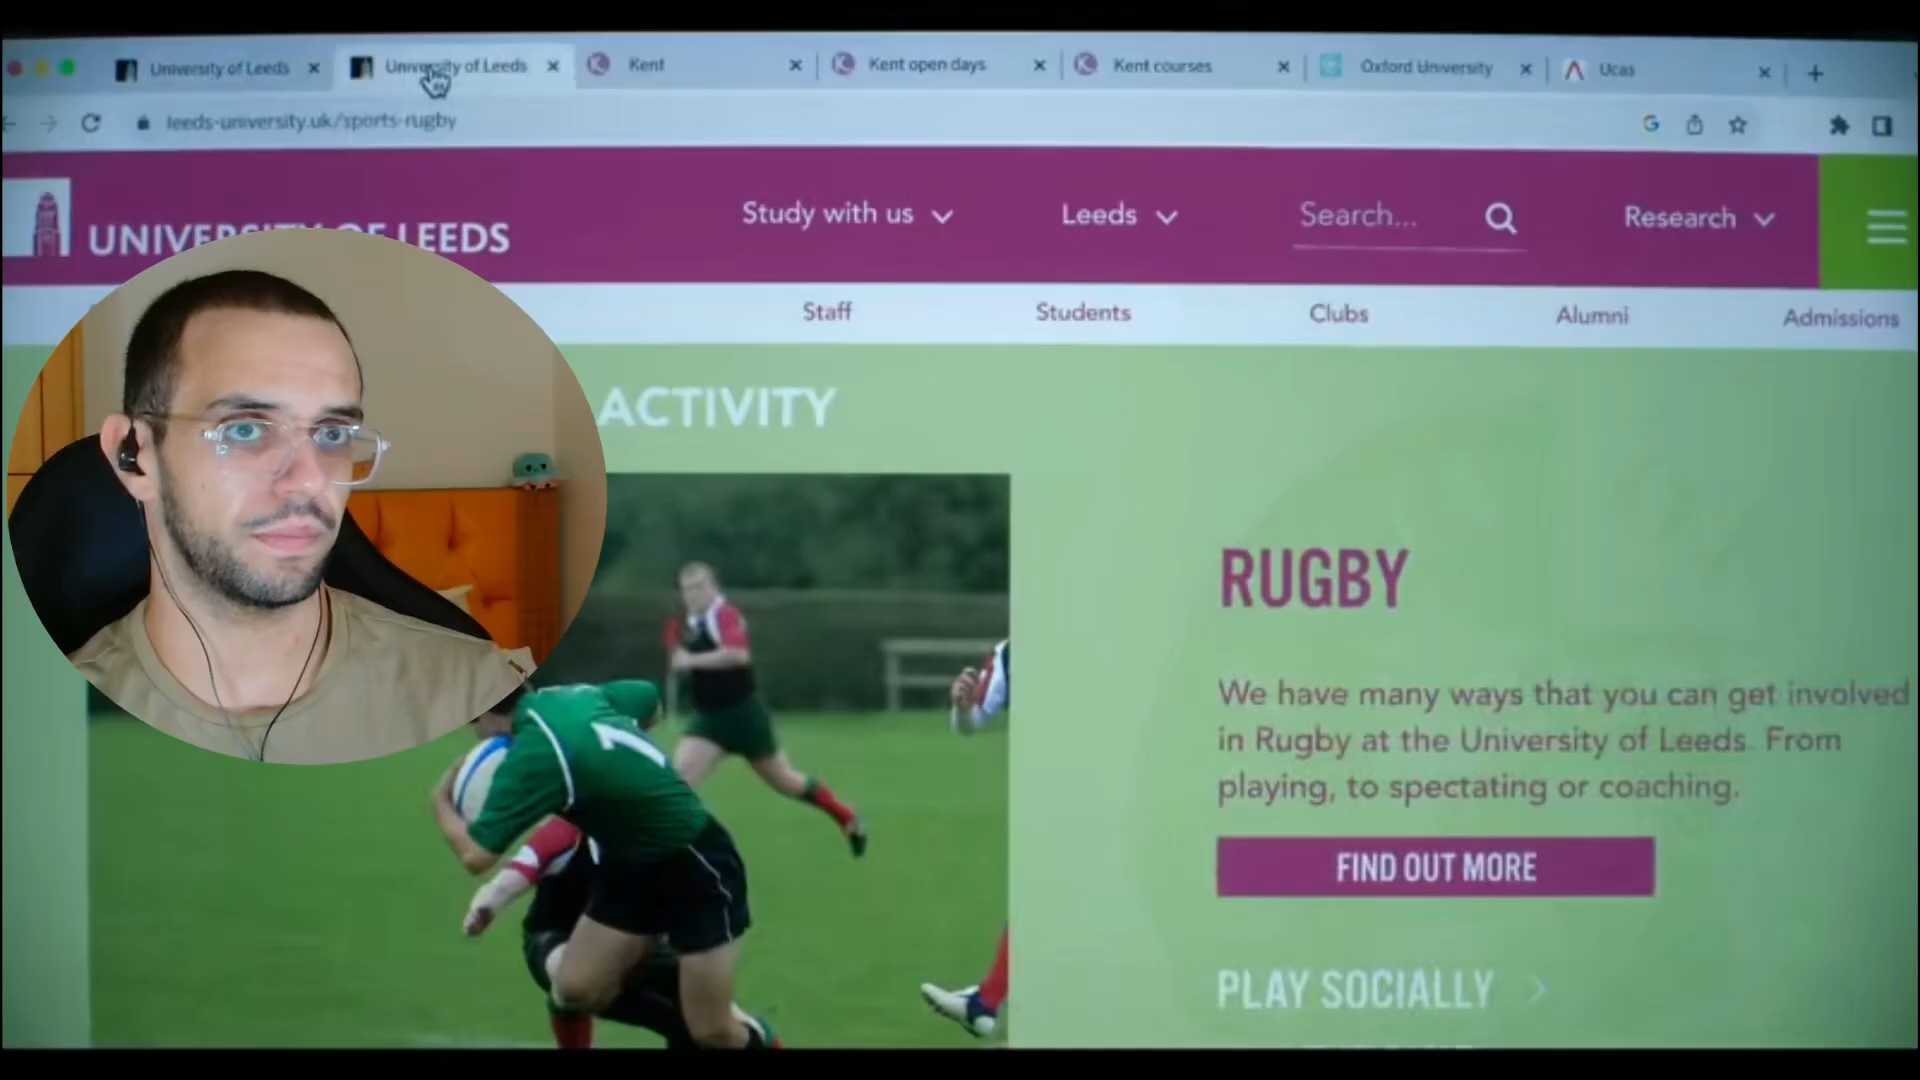 University of Leeds
University of Leeds
Kent
Kent open days
Kent courses
Oxford University
Ucas
leeds-university.uk/sports-rugby
UNIVERSITY OF LEEDS
Study with us
Leeds
Search...
Research
Staff
Students
Clubs
Alumni
Admissions
ACTIVITY
1
RUGBY
We have many ways that you can get involved
in Rugby at the University of Leeds. From
playing, to spectating or coaching.
FIND OUT MORE
PLAY SOCIALLY